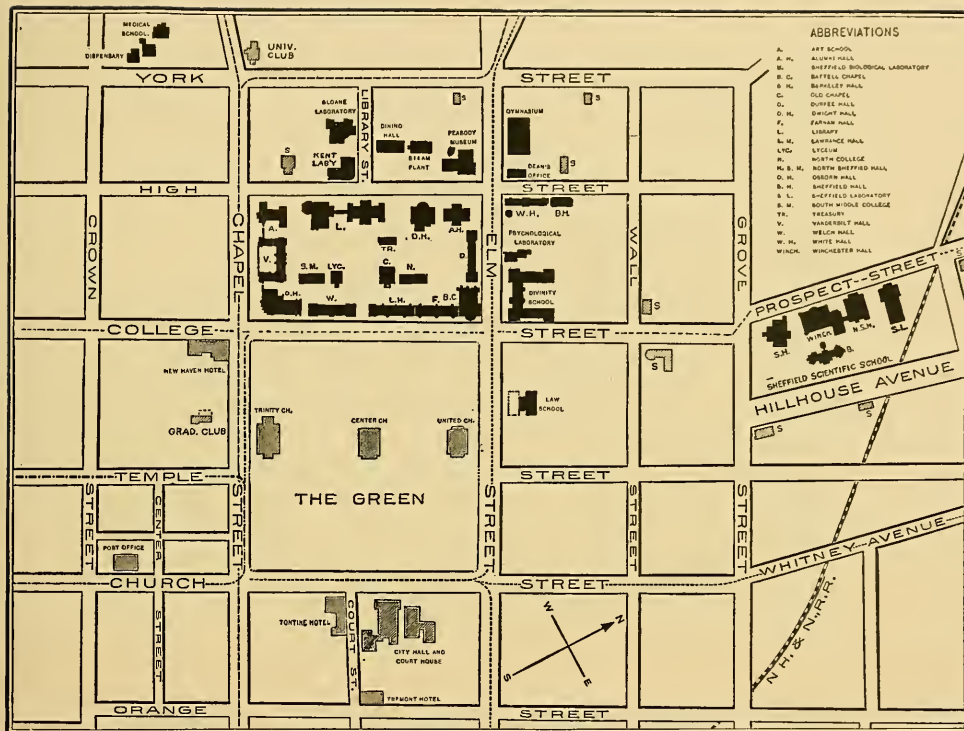 ABBREVIATIONS
A. ART SCHOOL
A. H. ALUMNI HALL
B. SHEFFIELD BIOLOGICAL LABORATORY
B. C. BATTELL CHAPEL
B H. BERKELEY HALL
C. OLD CHAPEL
D. DURFEE HALL
D. H. DWIGHT HALL
F. FARNAM HALL
L. LIBRARY
L. M. LAWRANCE HALL
LYC. LYCEUM
N. NORTH COLLEGE
N. S. H. NORTH SHEFFIELD HALL
O. H. OSBORN HALL
S. H. SHEFFIELD HALL
S L. SHEFFIELD LABORATORY
S. M. SOUTH MIDDLE COLLEGE
TR. TREASURY
V. VANDERBILT HALL
W. WELCH HALL
W. H. WHITE HALL
WINCH. WINCHESTER HALL
MEDICAL
SCHOOL.
DISPENSARY
UNIV.
CLUB
YORK
STREET
SLOANE
LABORATORY
LIBRARY ST.
S
S
DINING
HALL
STEAM
PLANT
PEABODY
MUSEUM
GYMNASIUM
KENT
LAB'Y
S
DEAN'S
OFFICE
S
HIGH
STREET
CROWN
CHAPEL
ELM
WALL
GROVE
A.
L.
D.H.
A.H.
W.H.
B.H.
TR.
PSYCHOLOGICAL
LABORATORY
V.
S.M.
LYC.
C.
N.
D.
DIVINITY
SCHOOL
O.H.
W.
L.H.
F.
B.C.
S
PROSPECT STREET
S
COLLEGE
STREET
S.H.
WINCH.
N.S.H.
S.L.
B.
SHEFFIELD SCIENTIFIC SCHOOL
HILLHOUSE AVENUE
NEW HAVEN HOTEL
S
LAW
SCHOOL
TRINITY CH.
CENTER CH
UNITED CH.
GRAD. CLUB
S
S
TEMPLE
STREET
THE GREEN
STREET
CENTER
STREET
STREET
STREET
STREET
STREET
POST OFFICE
CHURCH
STREET
WHITNEY AVENUE
TONTINE HOTEL
COURT ST.
CITY HALL AND
COURT HOUSE
TREMONT HOTEL
W
N
S
E
N.H. & N. R.R.
ORANGE
STREET